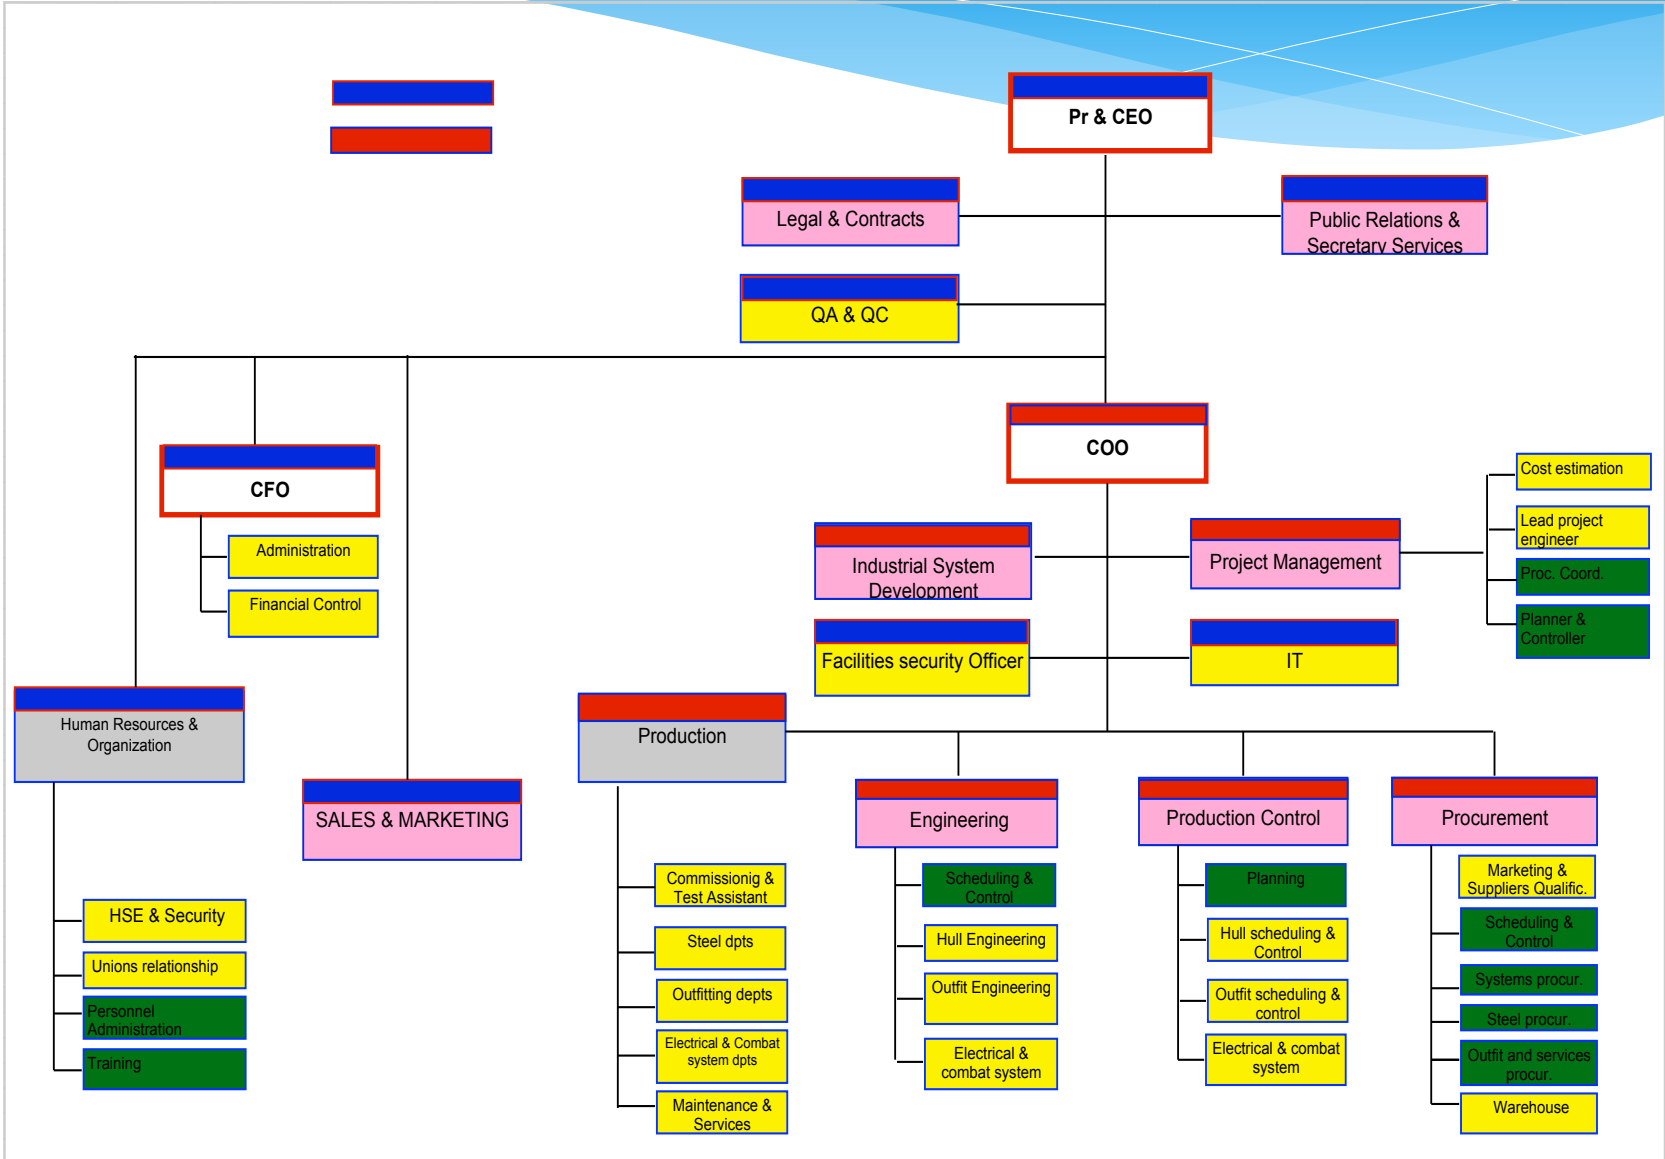 Pr & CEO
Legal & Contracts
Public Relations &
Secretary Services
QA & QC
COO
CFO
Administration
Financial Control
Cost estimation
Lead project
engineer
Proc. Coord.
Planner &
Controller
Industrial System
Development
Project Management
Facilities security Officer
IT
Human Resources &
Organization
Production
SALES & MARKETING
Engineering
Production Control
Procurement
HSE & Security
Unions relationship
Personnel
Administration
Training
Commissionig &
Test Assistant
Steel dpts
Outfitting depts
Electrical & Combat
system dpts
Maintenance &
Services
Scheduling &
Control
Hull Engineering
Outfit Engineering
Electrical &
combat system
Planning
Hull scheduling &
Control
Outfit scheduling &
control
Electrical & combat
system
Marketing &
Suppliers Qualific.
Scheduling &
Control
Systems procur.
Steel procur.
Outfit and services
procur.
Warehouse